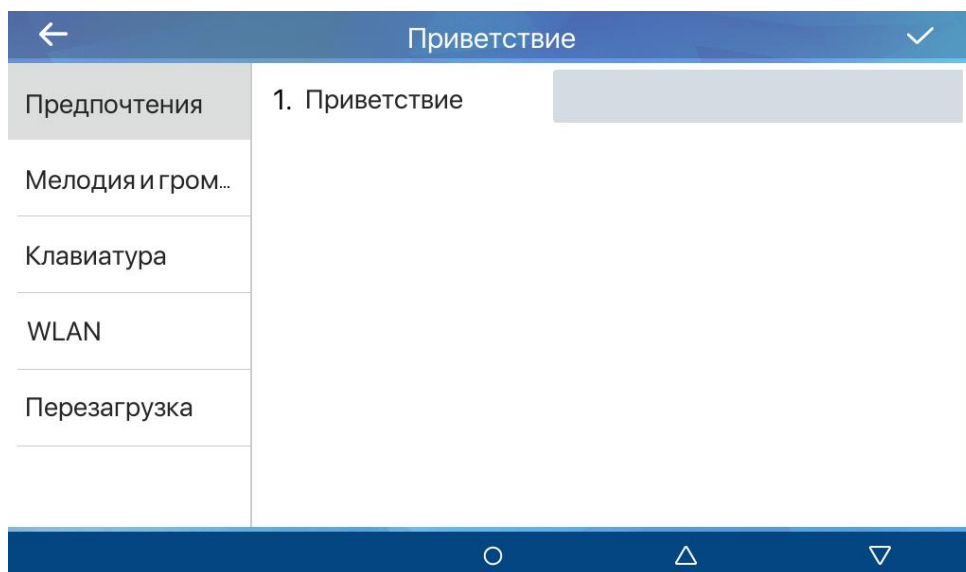 Приветствие
Предпочтения
1. Приветствие
Мелодия и гром...
Клавиатура
WLAN
Перезагрузка